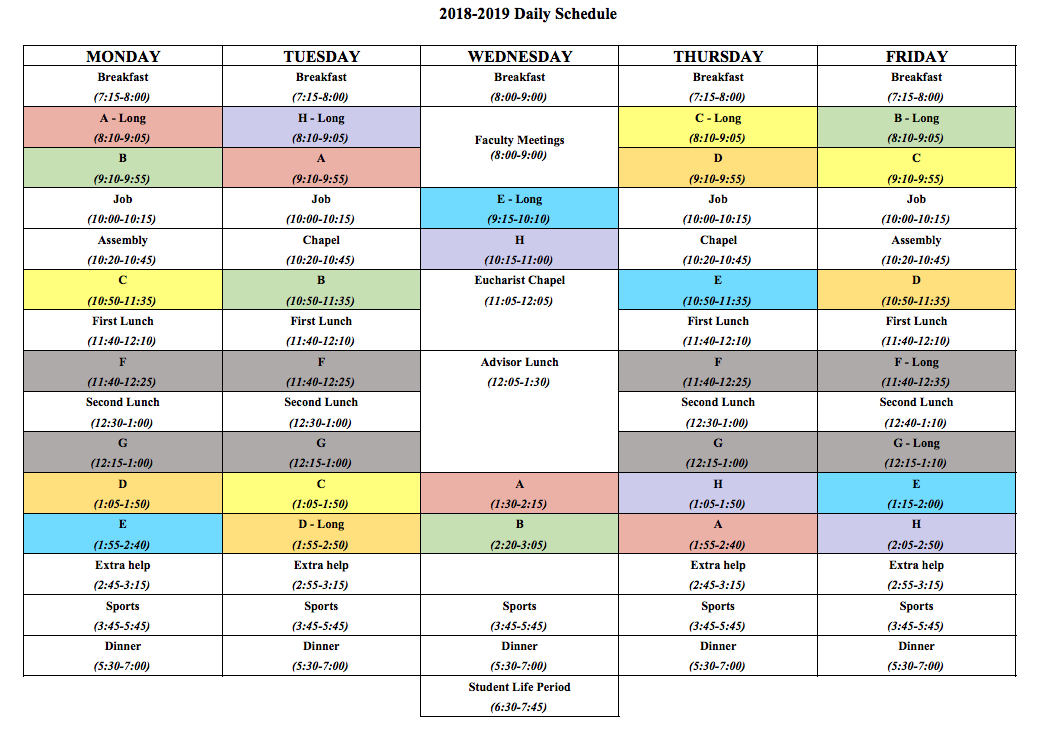 2018-2019 Daily Schedule
MONDAY TUESDAY WEDNESDAY THURSDAY FRIDAY
Breakfast Breakfast Breakfast Breakfast Breakfast
(7:15-8:00) (7:15-8:00) (8:00-9:00) (7:15-8:00) (7:15-8:00)
A - Long H - Long C - Long B - Long
(8:10-9:05) (8:10-9:05) Faculty Meetings (8:10-9:05) (8:10-9:05)
B A (8:00-9:00) D C
(9:10-9:55) (9:10-9:55) (9:10-9:55) (9:10-9:55)
Job Job E - Long Job Job
(10:00-10:15) (10:00-10:15) (9:15-10:10) (10:00-10:15) (10:00-10:15)
Assembly Chapel H Chapel Assembly
(10:20-10:45) (10:20-10:45) (10:15-11:00) (10:20-10:45) (10:20-10:45)
C B Eucharist Chapel E D
(10:50-11:35) (10:50-11:35) (11:05-12:05) (10:50-11:35) (10:50-11:35)
First Lunch First Lunch First Lunch First Lunch
(11:40-12:10) (11:40-12:10) (11:40-12:10) (11:40-12:10)
F F Advisor Lunch F F - Long
(11:40-12:25) (11:40-12:25) (12:05-1:30) (11:40-12:25) (11:40-12:35)
Second Lunch Second Lunch Second Lunch Second Lunch
(12:30-1:00) (12:30-1:00) (12:30-1:00) (12:40-1:10)
G G G G - Long
(12:15-1:00) (12:15-1:00) (12:15-1:00) (12:15-1:10)
D C A H E
(1:05-1:50) (1:05-1:50) (1:30-2:15) (1:05-1:50) (1:15-2:00)
E D - Long B A H
(1:55-2:40) (1:55-2:50) (2:20-3:05) (1:55-2:40) (2:05-2:50)
Extra help Extra help Extra help Extra help
(2:45-3:15) (2:55-3:15) (2:45-3:15) (2:55-3:15)
Sports Sports Sports Sports Sports
(3:45-5:45) (3:45-5:45) (3:45-5:45) (3:45-5:45) (3:45-5:45)
Dinner Dinner Dinner Dinner Dinner
(5:30-7:00) (5:30-7:00) (5:30-7:00) (5:30-7:00) (5:30-7:00)
Student Life Period
(6:30-7:45)